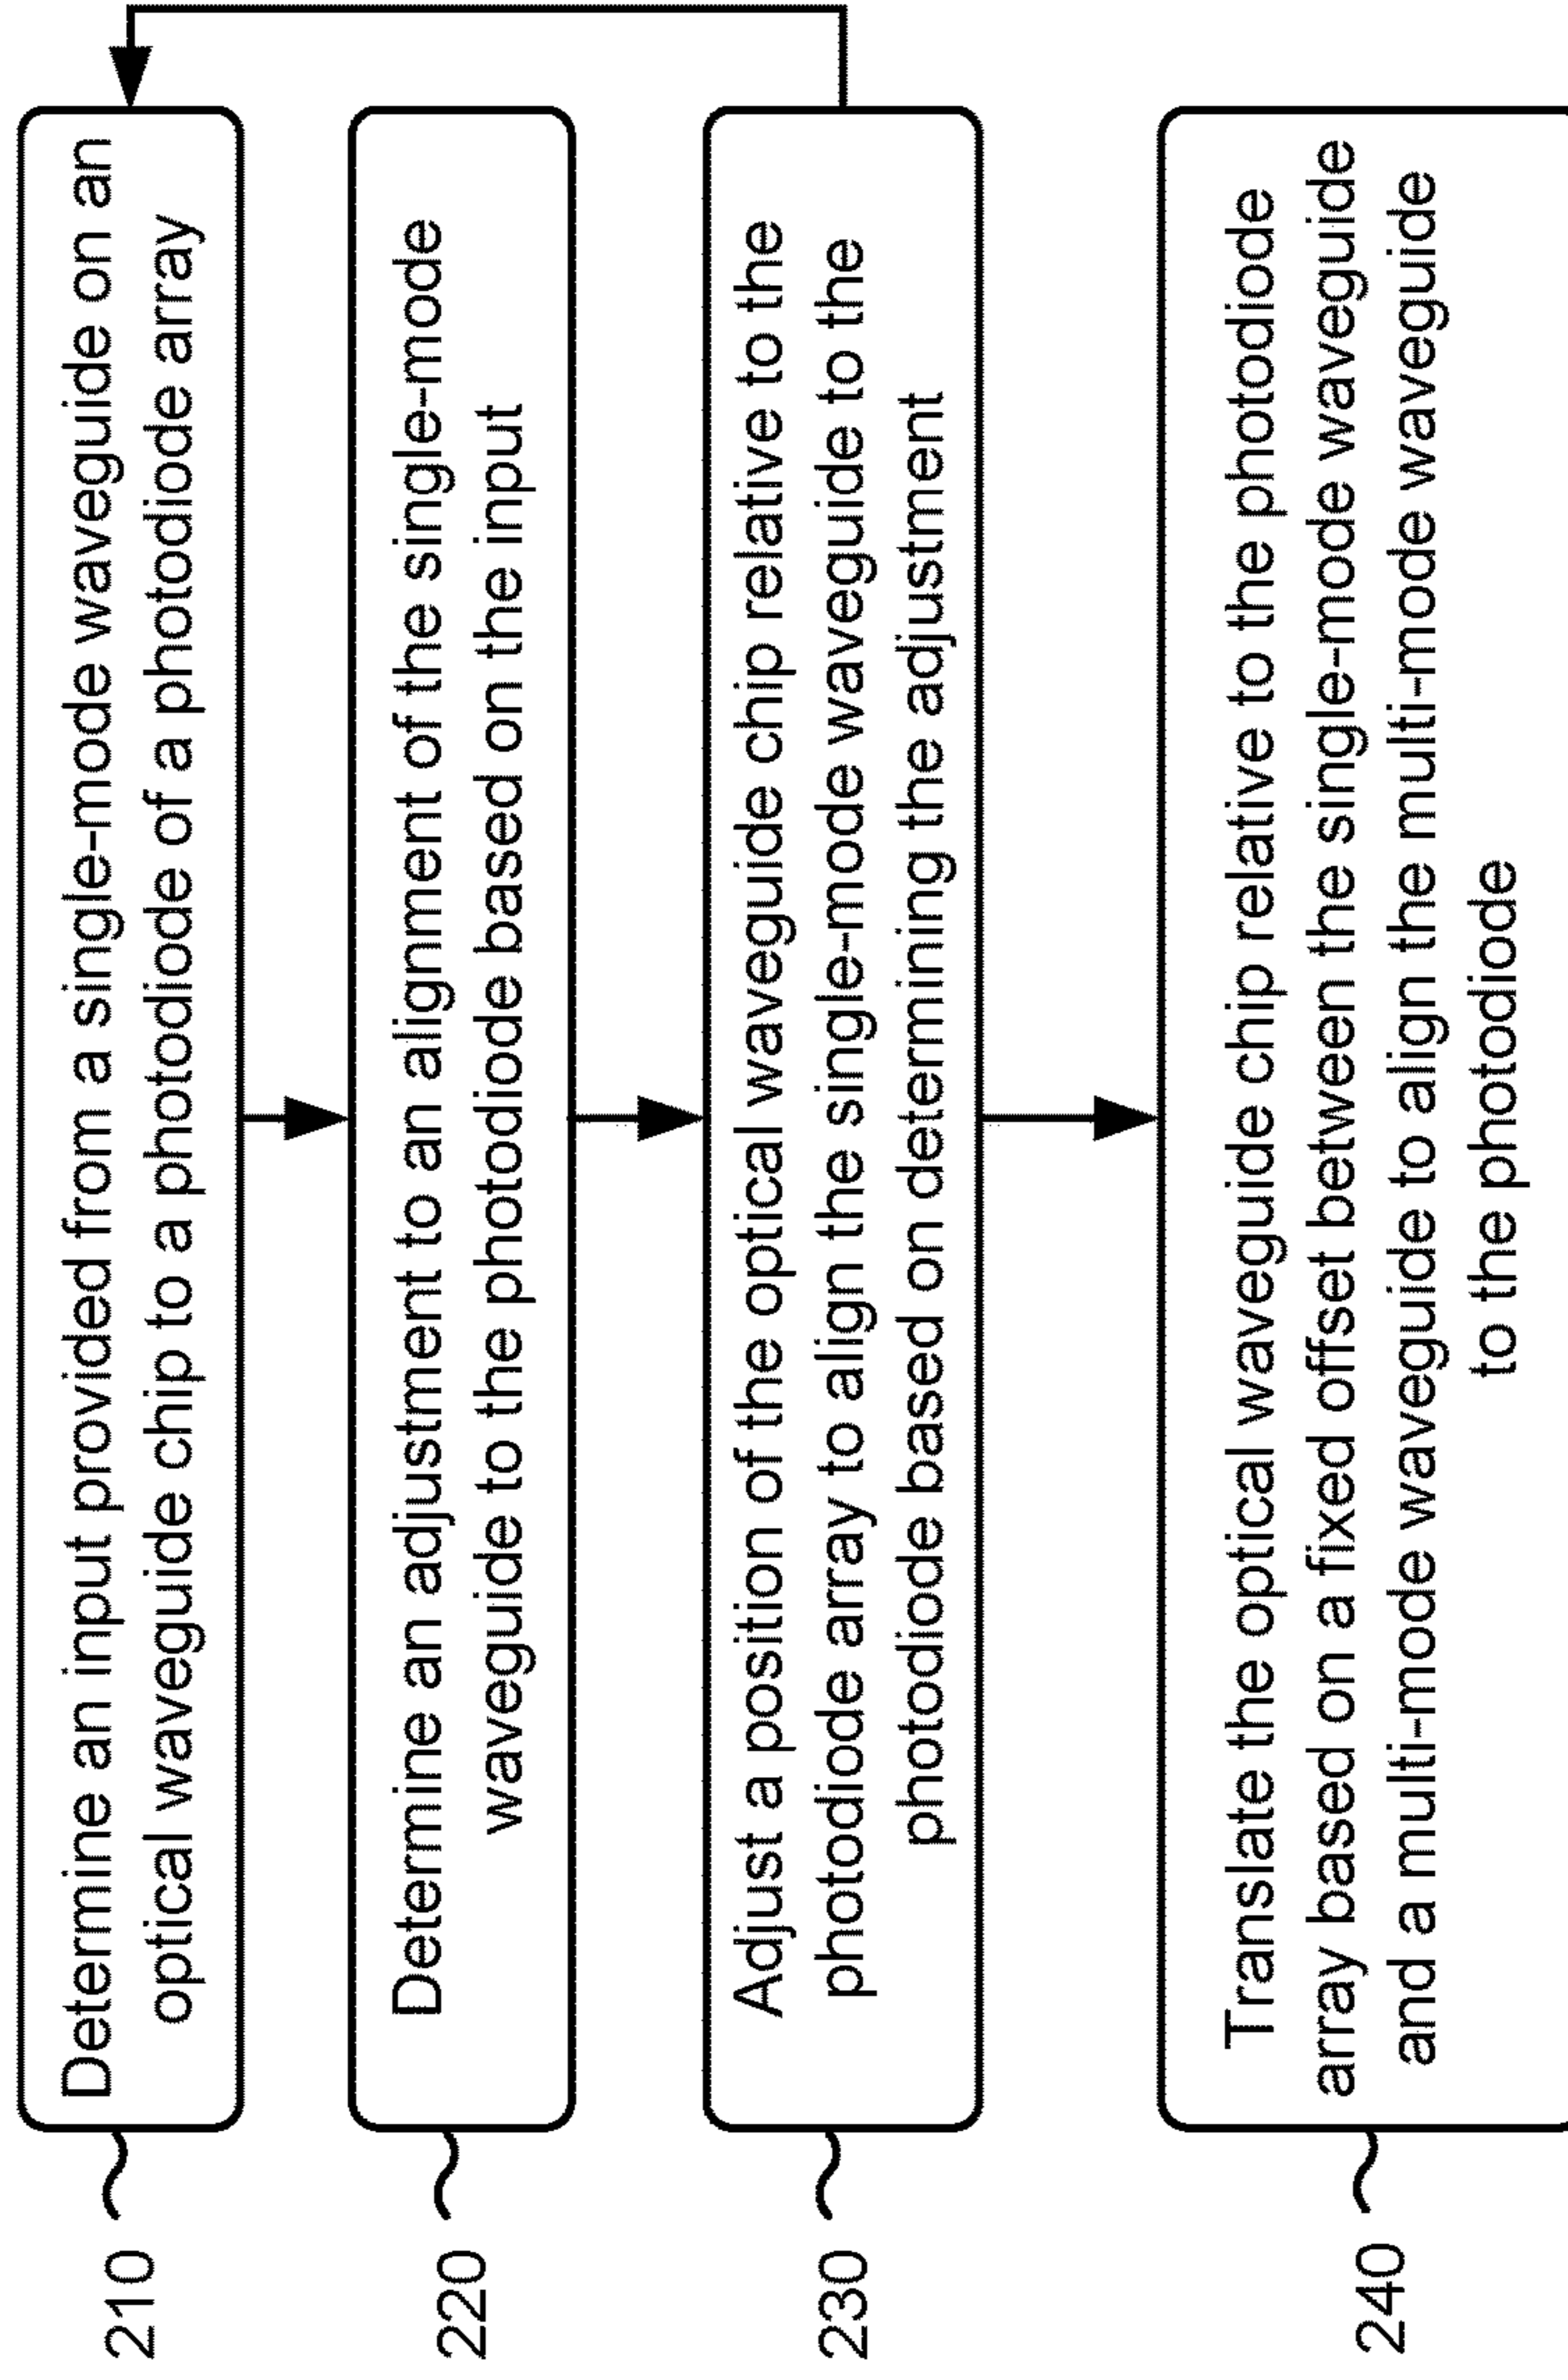 210
Determine an input provided from a single-mode waveguide on an
optical waveguide chip to a photodiode of a photodiode array
220
Determine an adjustment to an alignment of the single-mode
waveguide to the photodiode based on the input
230
Adjust a position of the optical waveguide chip relative to the
photodiode array to align the single-mode waveguide to the
photodiode based on determining the adjustment
240
Translate the optical waveguide chip relative to the photodiode
array based on a fixed offset between the single-mode waveguide
and a multi-mode waveguide to align the multi-mode waveguide
to the photodiode